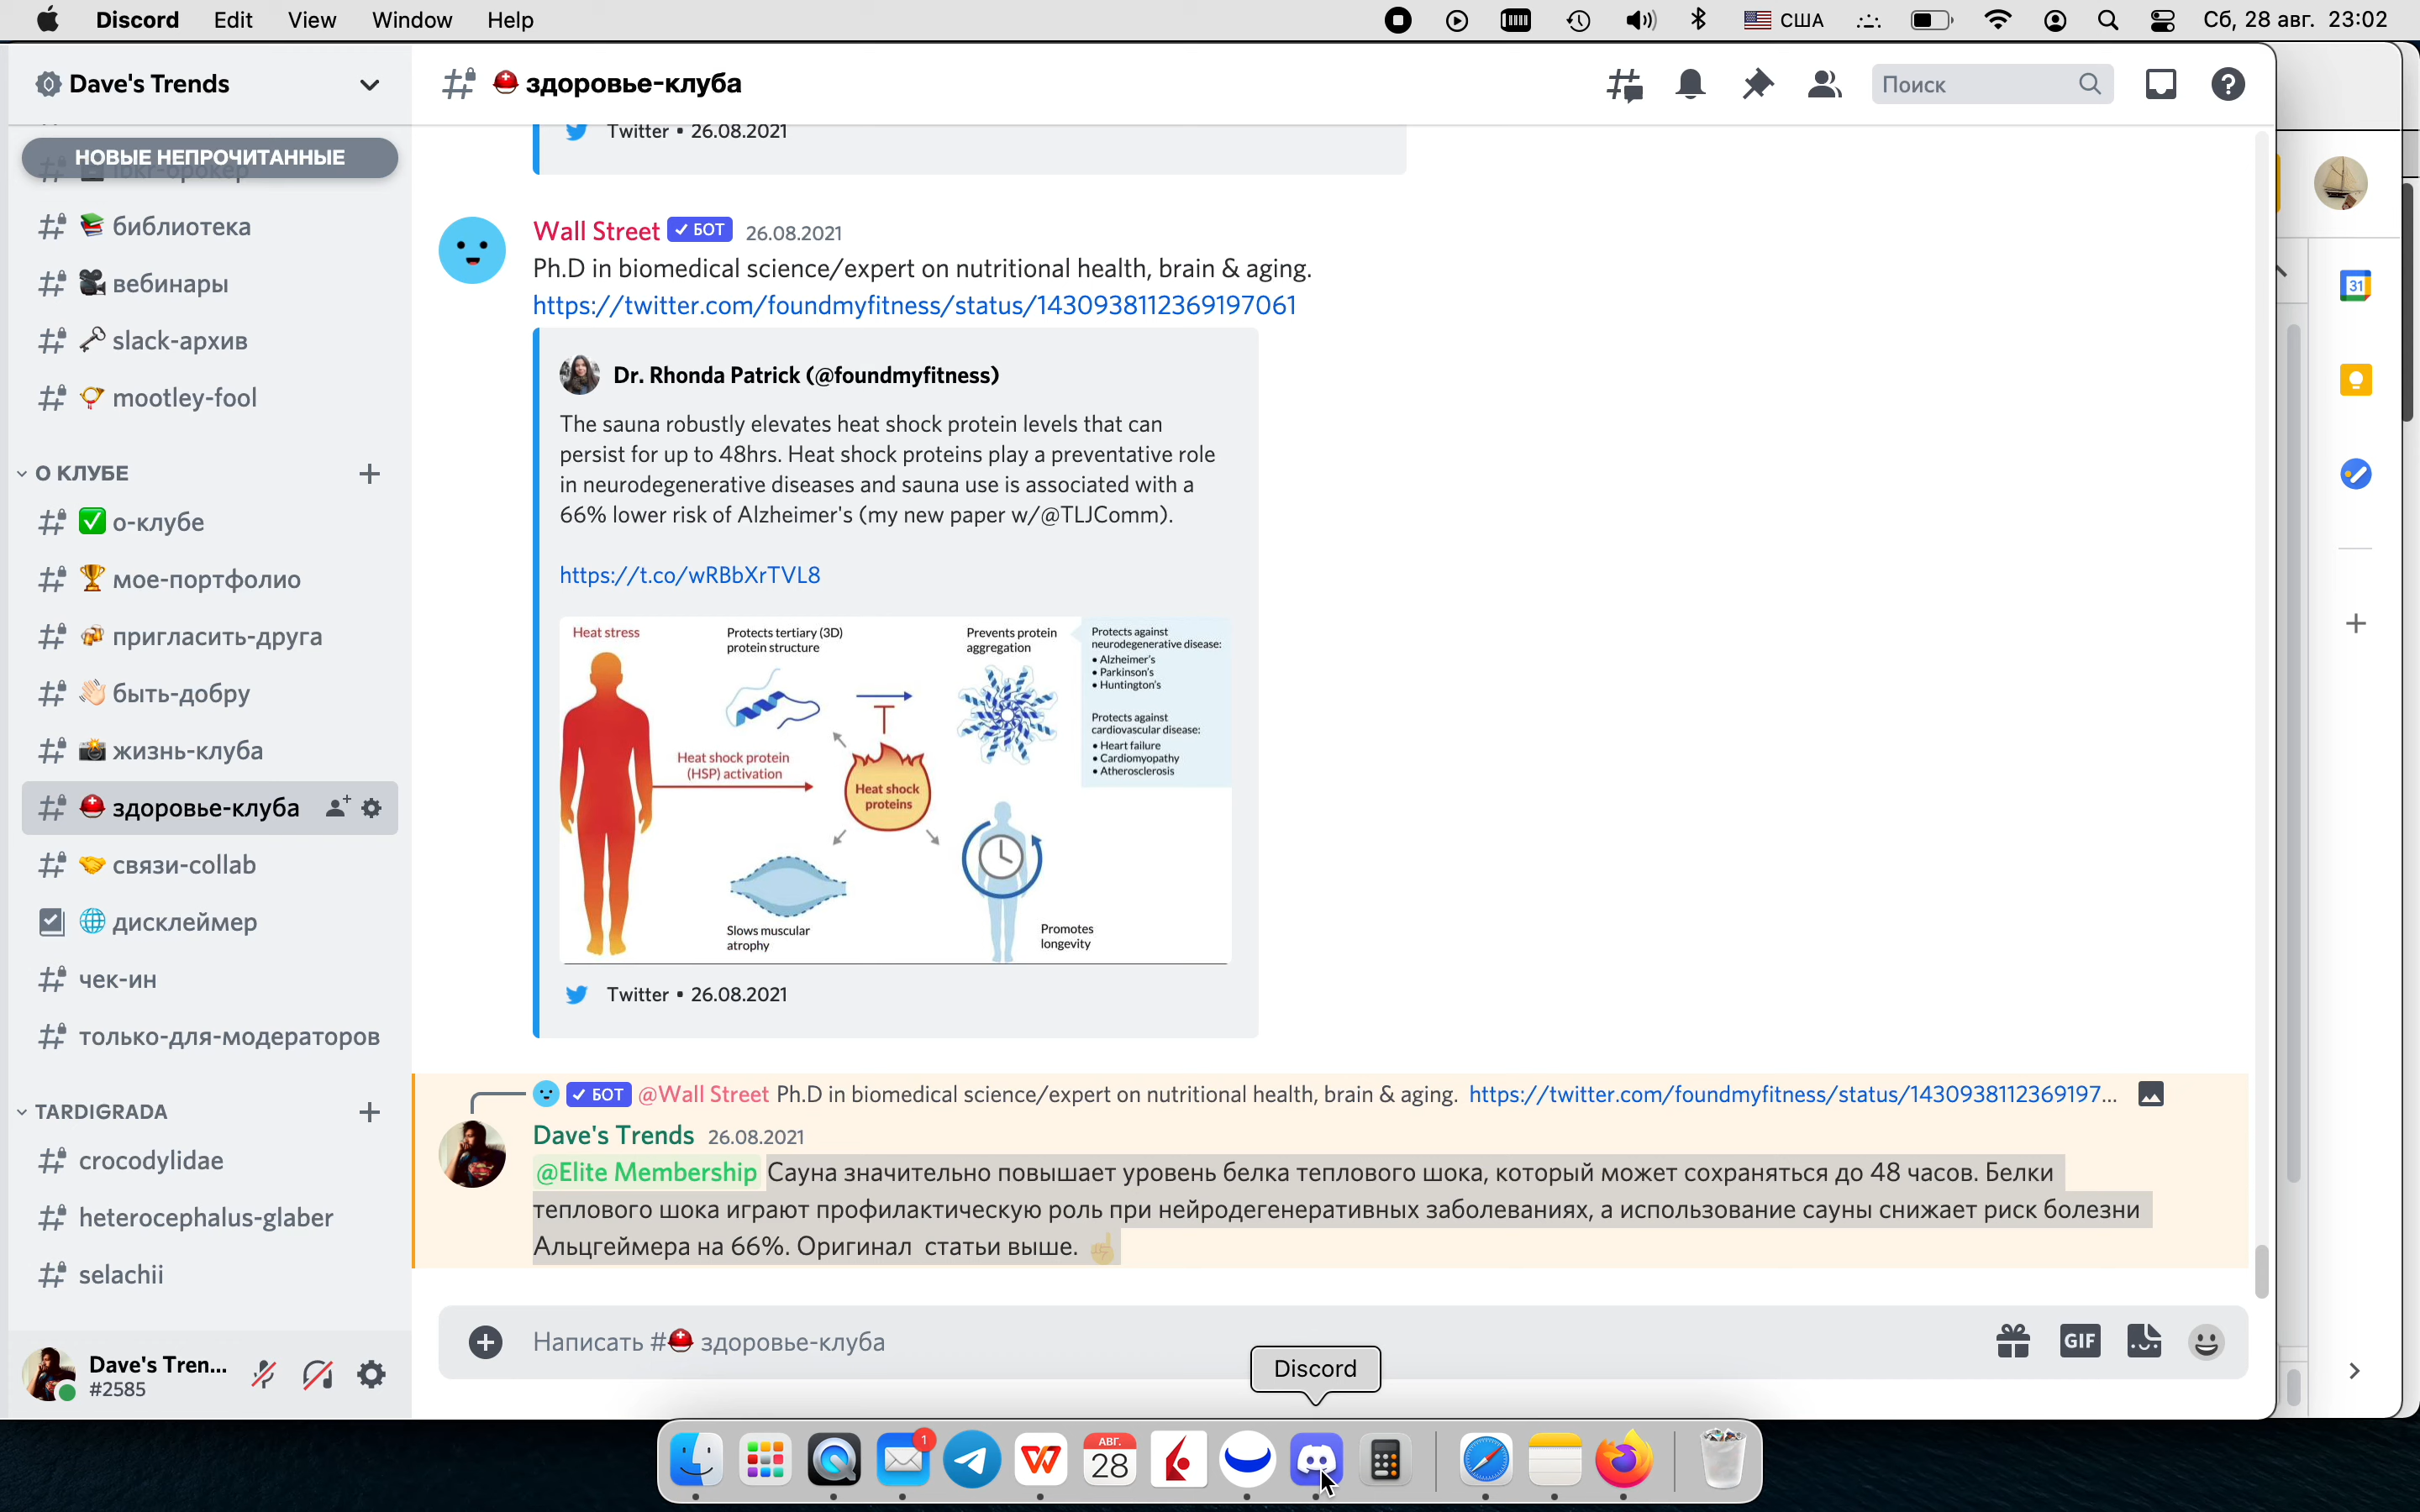 Discord Edit View Window Help
США Сб, 28 авг. 23:02
Dave's Trends
здоровье-клуба
Поиск
НОВЫЕ НЕПРОЧИТАННЫЕ
ibkr-брокер
библиотека
вебинары
slack-архив
mootley-fool
О КЛУБЕ
о-клубе
мое-портфолио
пригласить-друга
быть-добру
жизнь-клуба
здоровье-клуба
связи-collab
дисклеймер
чек-ин
только-для-модераторов
TARDIGRADA
crocodylidae
heterocephalus-glaber
selachii
Dave's Tren...
#2585
Twitter • 26.08.2021
Wall Street ✓ БОТ 26.08.2021
Ph.D in biomedical science/expert on nutritional health, brain & aging.
https://twitter.com/foundmyfitness/status/1430938112369197061
Dr. Rhonda Patrick (@foundmyfitness)
The sauna robustly elevates heat shock protein levels that can
persist for up to 48hrs. Heat shock proteins play a preventative role
in neurodegenerative diseases and sauna use is associated with a
66% lower risk of Alzheimer's (my new paper w/@TLJComm).
https://t.co/wRBbXrTVL8
Heat stress
Protects tertiary (3D)
protein structure
Prevents protein
aggregation
Protects against
neurodegenerative disease:
• Alzheimer's
• Parkinson's
• Huntington's
Protects against
cardiovascular disease:
• Heart failure
• Cardiomyopathy
• Atherosclerosis
Heat shock protein
(HSP) activation
Heat shock
proteins
Slows muscular
atrophy
Promotes
longevity
Twitter • 26.08.2021
✓ БОТ @Wall Street Ph.D in biomedical science/expert on nutritional health, brain & aging. https://twitter.com/foundmyfitness/status/1430938112369197...
Dave's Trends 26.08.2021
@Elite Membership Сауна значительно повышает уровень белка теплового шока, который может сохраняться до 48 часов. Белки
теплового шока играют профилактическую роль при нейродегенеративных заболеваниях, а использование сауны снижает риск болезни
Альцгеймера на 66%. Оригинал статьи выше.
Написать #⛑ здоровье-клуба
GIF
Discord
31
1
АВГ.
28